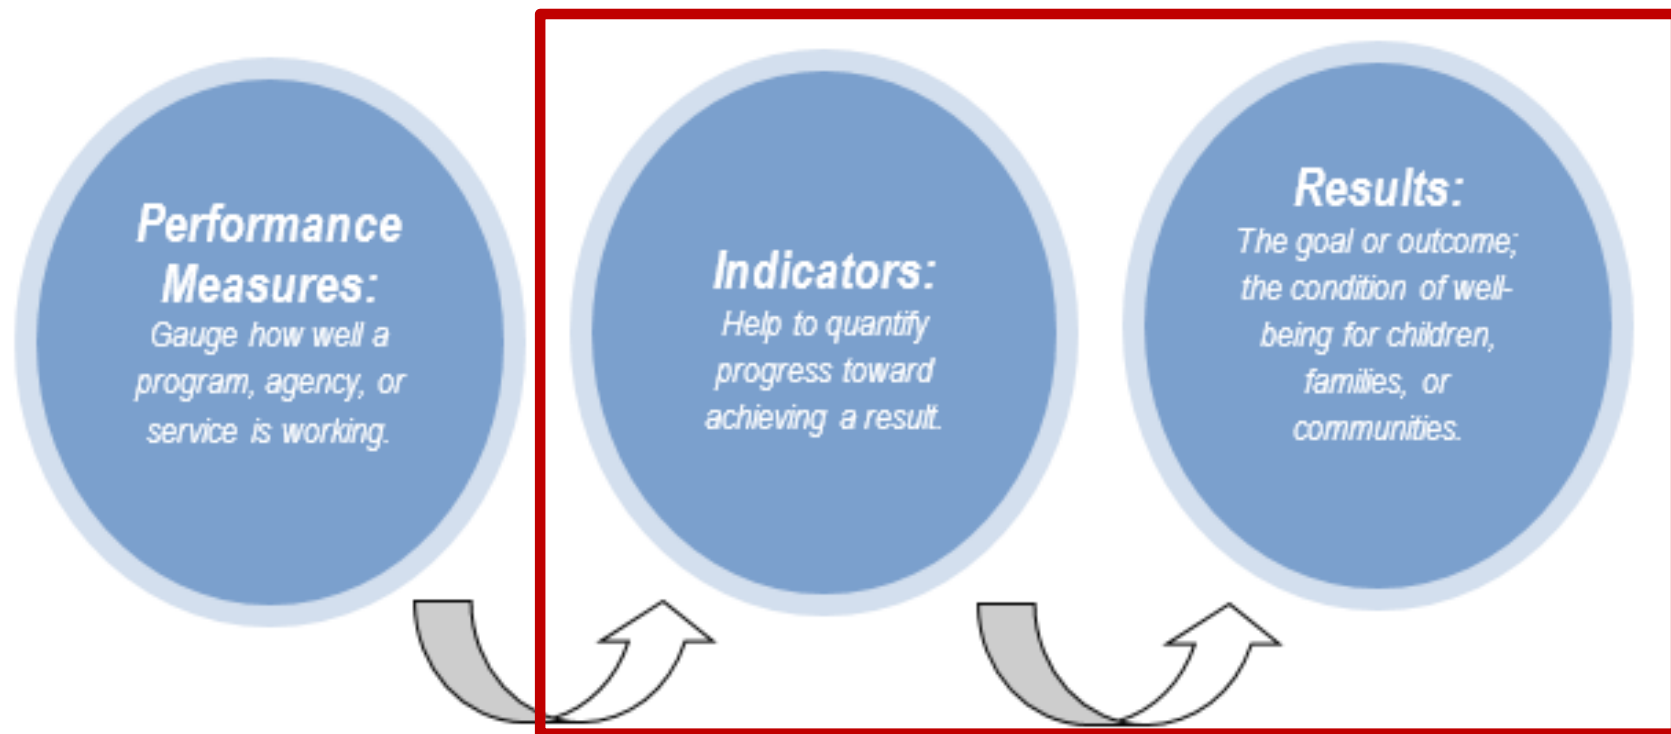 Performance
Measures:
Gauge how well a
program, agency, or
service is working.
Indicators:
Help to quantify
progress toward
achieving a result.
Results:
The goal or outcome;
the condition of well-
being for children,
families, or
communities.